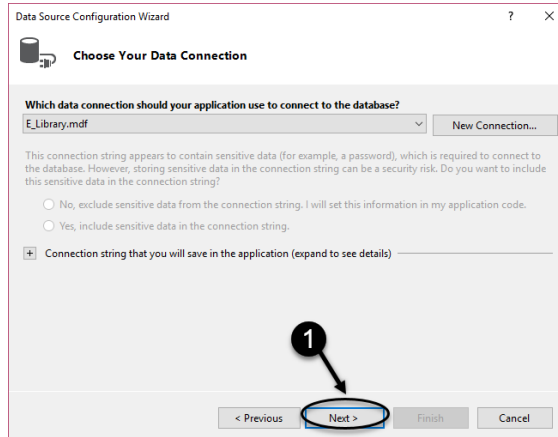 Data Source Configuration Wizard
?
Choose Your Data Connection
Which data connection should your application use to connect to the database?
E_Library.mdf
New Connection...
This connection string appears to contain sensitive data (for example, a password), which is required to connect to
the database. However, storing sensitive data in the connection string can be a security risk. Do you want to include
this sensitive data in the connection string?
No, exclude sensitive data from the connection string. I will set this information in my application code.
Yes, include sensitive data in the connection string.
+ Connection string that you will save in the application (expand to see details)
1
< Previous
Next >
Finish
Cancel